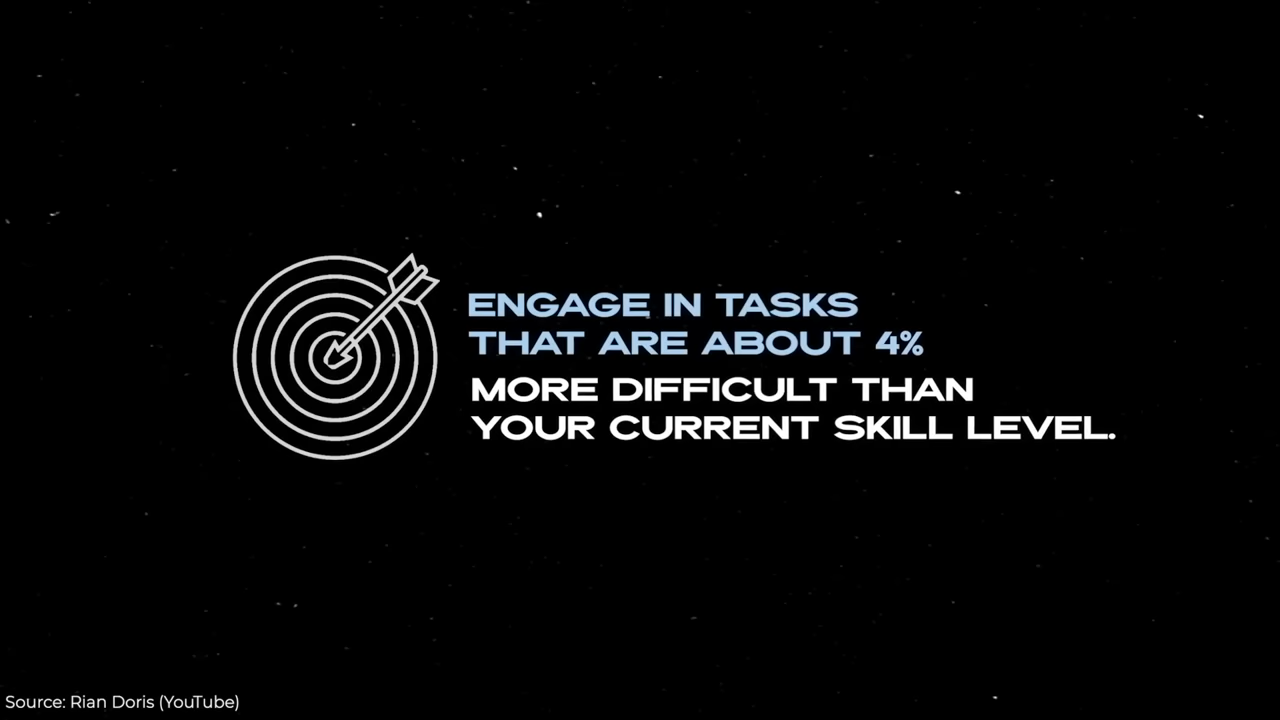 ENGAGE IN TASKS
THAT ARE ABOUT 4%
MORE DIFFICULT THAN
YOUR CURRENT SKILL LEVEL.
Source: Rian Doris (YouTube)